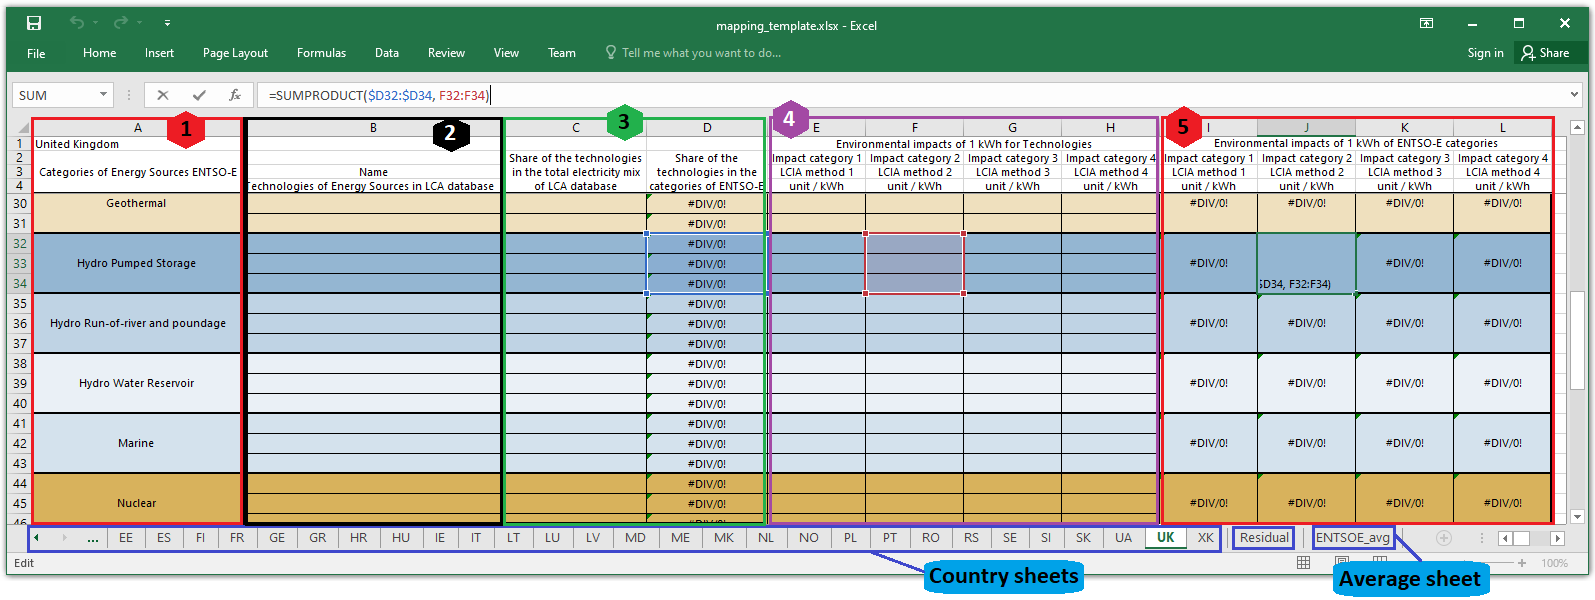 mapping_template.xlsx - Excel
File Home Insert Page Layout Formulas Data Review View Team Tell me what you want to do... Sign in Share
SUM fx =SUMPRODUCT($D32:$D34, F32:F34)
1 2 3 4 5
A B C D E F G H I J K L
1 United Kingdom Environmental impacts of 1 kWh for Technologies Environmental impacts of 1 kWh of ENTSO-E categories
2 Share of the technologies Share of the Impact category 1 Impact category 2 Impact category 3 Impact category 4 Impact category 1 Impact category 2 Impact category 3 Impact category 4
3 Categories of Energy Sources ENTSO-E Name in the total electricity mix technologies in the LCIA method 1 LCIA method 2 LCIA method 3 LCIA method 4 LCIA method 1 LCIA method 2 LCIA method 3 LCIA method 4
4 Technologies of Energy Sources in LCA database of LCA database categories of ENTSO-E unit / kWh unit / kWh unit / kWh unit / kWh unit / kWh unit / kWh unit / kWh unit / kWh
30 Geothermal #DIV/0! #DIV/0! #DIV/0! #DIV/0! #DIV/0!
31 #DIV/0!
32 #DIV/0!
33 Hydro Pumped Storage #DIV/0! #DIV/0! #DIV/0! #DIV/0!
34 #DIV/0! $D34, F32:F34)
35 #DIV/0!
36 Hydro Run-of-river and poundage #DIV/0! #DIV/0! #DIV/0! #DIV/0! #DIV/0!
37 #DIV/0!
38 #DIV/0!
39 Hydro Water Reservoir #DIV/0! #DIV/0! #DIV/0! #DIV/0! #DIV/0!
40 #DIV/0!
41 #DIV/0!
42 Marine #DIV/0! #DIV/0! #DIV/0! #DIV/0! #DIV/0!
43 #DIV/0!
44 #DIV/0!
45 Nuclear #DIV/0! #DIV/0! #DIV/0! #DIV/0! #DIV/0!
46 #DIV/0!
... EE ES FI FR GE GR HR HU IE IT LT LU LV MD ME MK NL NO PL PT RO RS SE SI SK UA UK XK Residual ENTSOE_avg
Edit 100%
Country sheets
Average sheet